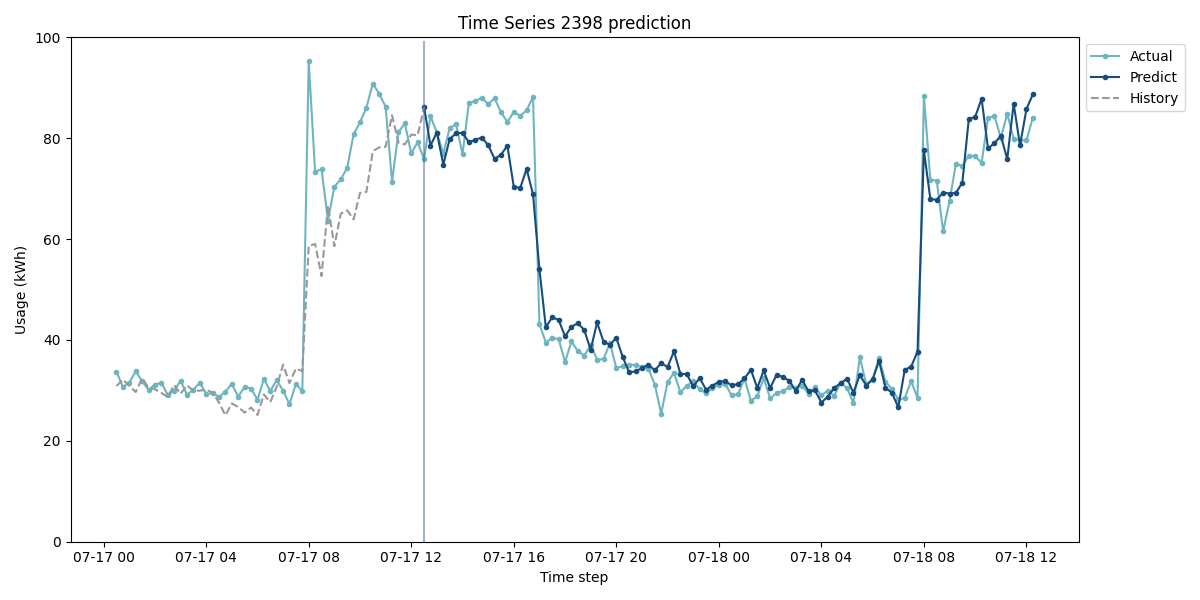 Time Series 2398 prediction
Usage (kWh)
100
80
60
40
20
0
07-17 00 07-17 04 07-17 08 07-17 12 07-17 16 07-17 20 07-18 00 07-18 04 07-18 08 07-18 12
Time step
Actual
Predict
History